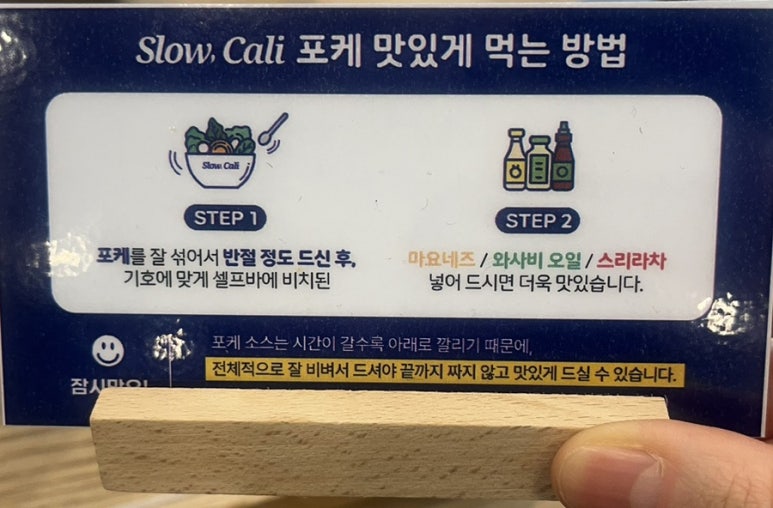 Slow, Cali 포케 맛있게 먹는 방법
Slow, Cali
STEP 1
포케를 잘 섞어서 반절 정도 드신 후,
기호에 맞게 셀프바에 비치된
STEP 2
마요네즈 / 와사비 오일 / 스리라차
넣어 드시면 더욱 맛있습니다.
잠시만요!
포케 소스는 시간이 갈수록 아래로 깔리기 때문에,
전체적으로 잘 비벼서 드셔야 끝까지 짜지 않고 맛있게 드실 수 있습니다.